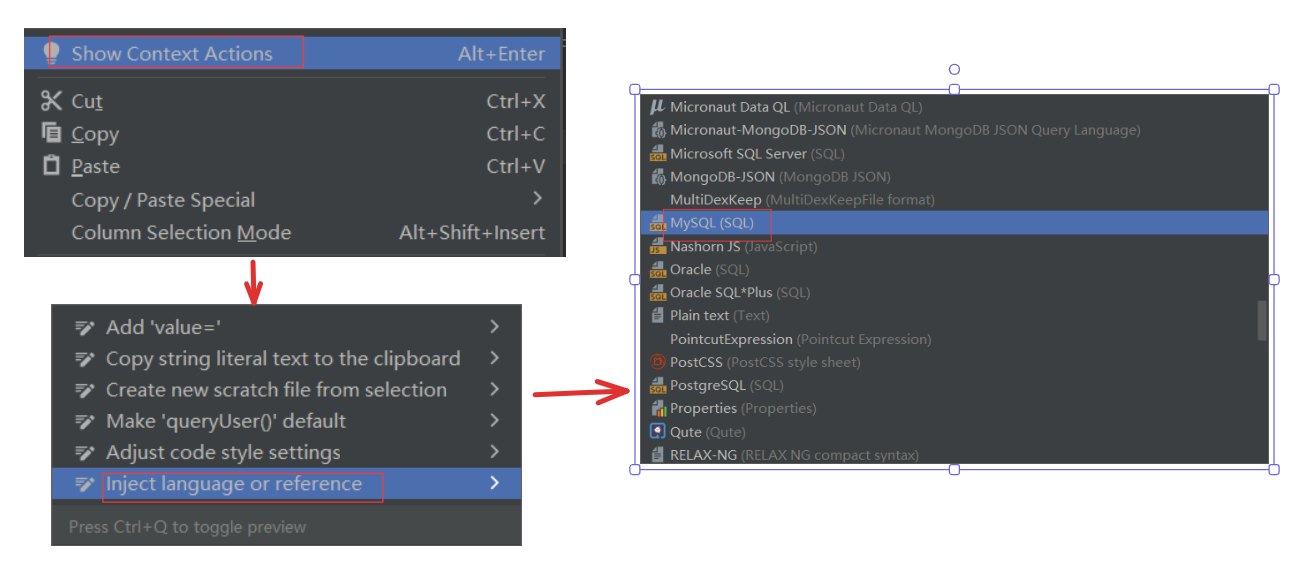 Show Context Actions Alt+Enter
Cut Ctrl+X
Copy Ctrl+C
Paste Ctrl+V
Copy / Paste Special
Column Selection Mode Alt+Shift+Insert
Add 'value='
Copy string literal text to the clipboard
Create new scratch file from selection
Make 'queryUser()' default
Adjust code style settings
Inject language or reference
Press Ctrl+Q to toggle preview
Micronaut Data QL (Micronaut Data QL)
Micronaut-MongoDB-JSON (Micronaut MongoDB JSON Query Language)
Microsoft SQL Server (SQL)
MongoDB-JSON (MongoDB JSON)
MultiDexKeep (MultiDexKeepFile format)
MySQL (SQL)
Nashorn JS (JavaScript)
Oracle (SQL)
Oracle SQL*Plus (SQL)
Plain text (Text)
PointcutExpression (Pointcut Expression)
PostCSS (PostCSS style sheet)
PostgreSQL (SQL)
Properties (Properties)
Qute (Qute)
RELAX-NG (RELAX NG compact syntax)